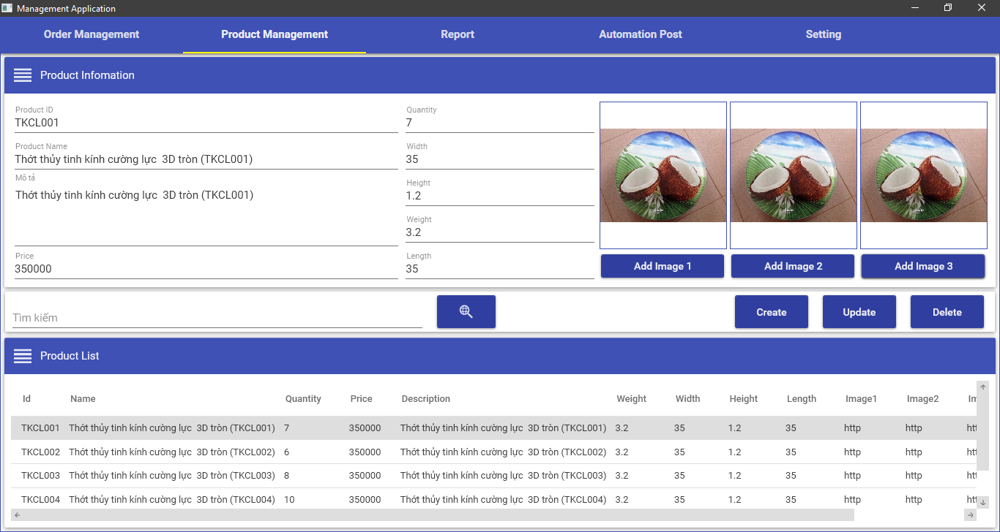 Management Application
Order Management Product Management Report Automation Post Setting
Product Infomation
Product ID
TKCL001
Product Name
Thớt thủy tinh kính cường lực  3D tròn (TKCL001)
Mô tả
Thớt thủy tinh kính cường lực  3D tròn (TKCL001)
Price
350000
Quantity
7
Width
35
Height
1.2
Weight
3.2
Length
35
Add Image 1 Add Image 2 Add Image 3
Tìm kiếm
Create Update Delete
Product List
Id Name Quantity Price Description Weight Width Height Length Image1 Image2 Im
TKCL001 Thớt thủy tinh kính cường lực  3D tròn (TKCL001) 7 350000 Thớt thủy tinh kính cường lực  3D tròn (TKCL001) 3.2 35 1.2 35 http http htt
TKCL002 Thớt thủy tinh kính cường lực  3D tròn (TKCL002) 6 350000 Thớt thủy tinh kính cường lực  3D tròn (TKCL002) 3.2 35 1.2 35 http http htt
TKCL003 Thớt thủy tinh kính cường lực  3D tròn (TKCL003) 8 350000 Thớt thủy tinh kính cường lực  3D tròn (TKCL003) 3.2 35 1.2 35 http http htt
TKCL004 Thớt thủy tinh kính cường lực  3D tròn (TKCL004) 10 350000 Thớt thủy tinh kính cường lực  3D tròn (TKCL004) 3.2 35 1.2 35 http http htt